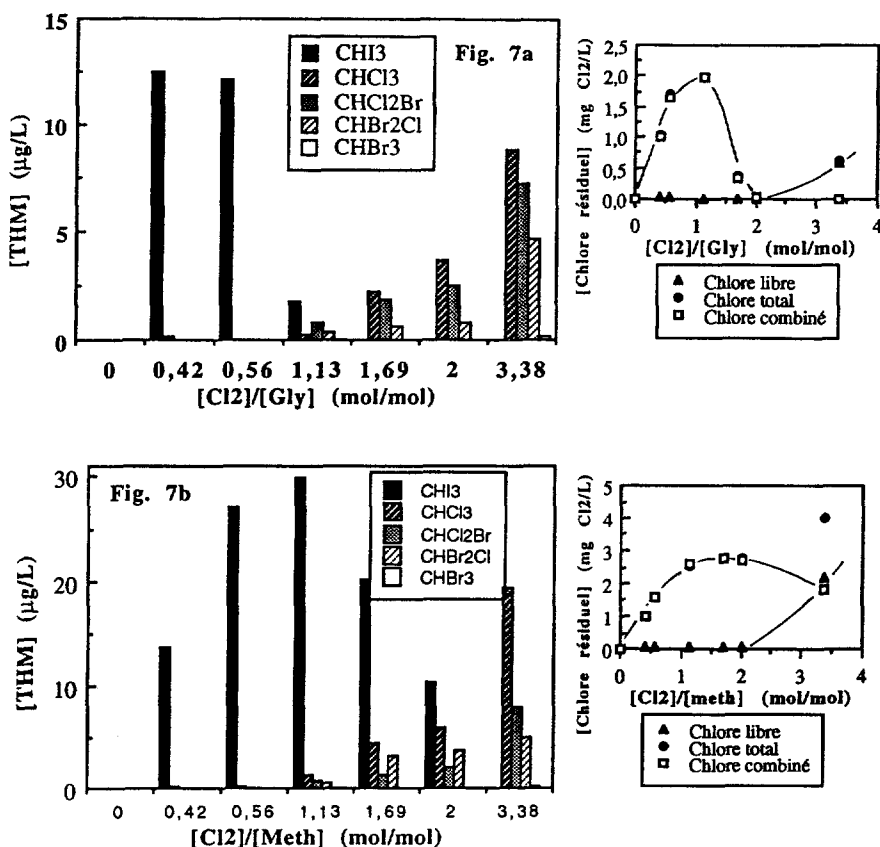 Fig. 7a
[THM] (µg/L)
15
10
5
0
CHI3
CHCl3
CHCl2Br
CHBr2Cl
CHBr3
0 0,42 0,56 1,13 1,69 2 3,38
[Cl2]/[Gly] (mol/mol)
[Chlore résiduel] (mg Cl2/L)
2,5
2,0
1,5
1,0
0,5
0,0
0 1 2 3 4
[Cl2]/[Gly] (mol/mol)
Chlore libre
Chlore total
Chlore combiné
Fig. 7b
[THM] (µg/L)
30
20
10
0
CHI3
CHCl3
CHCl2Br
CHBr2Cl
CHBr3
0 0,42 0,56 1,13 1,69 2 3,38
[Cl2]/[Meth] (mol/mol)
[Chlore résiduel] (mg Cl2/L)
5
4
3
2
1
0
0 1 2 3 4
[Cl2]/[meth] (mol/mol)
Chlore libre
Chlore total
Chlore combiné